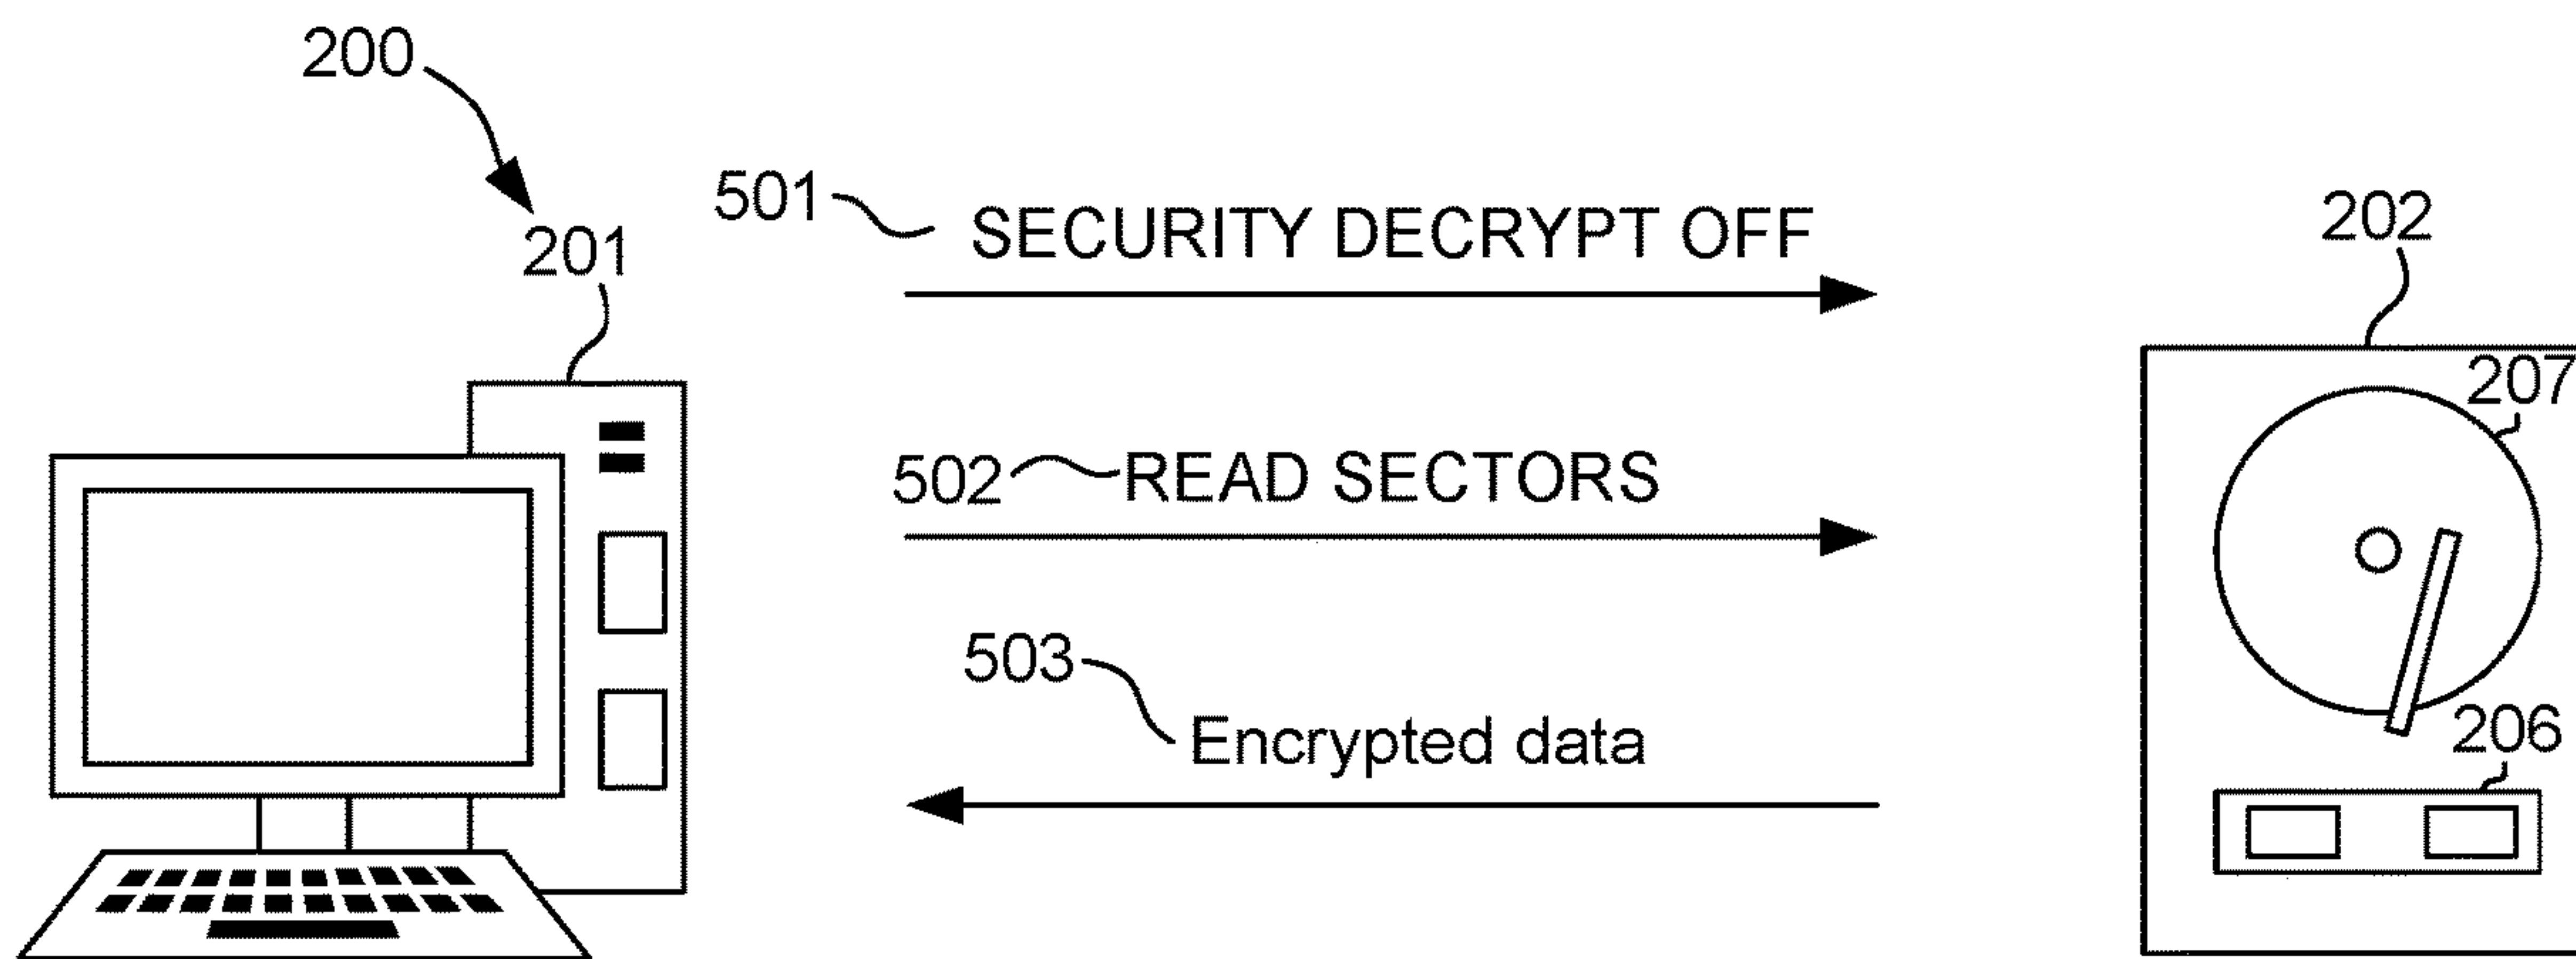 200
201
501 SECURITY DECRYPT OFF
202
207
502 READ SECTORS
503
Encrypted data
206